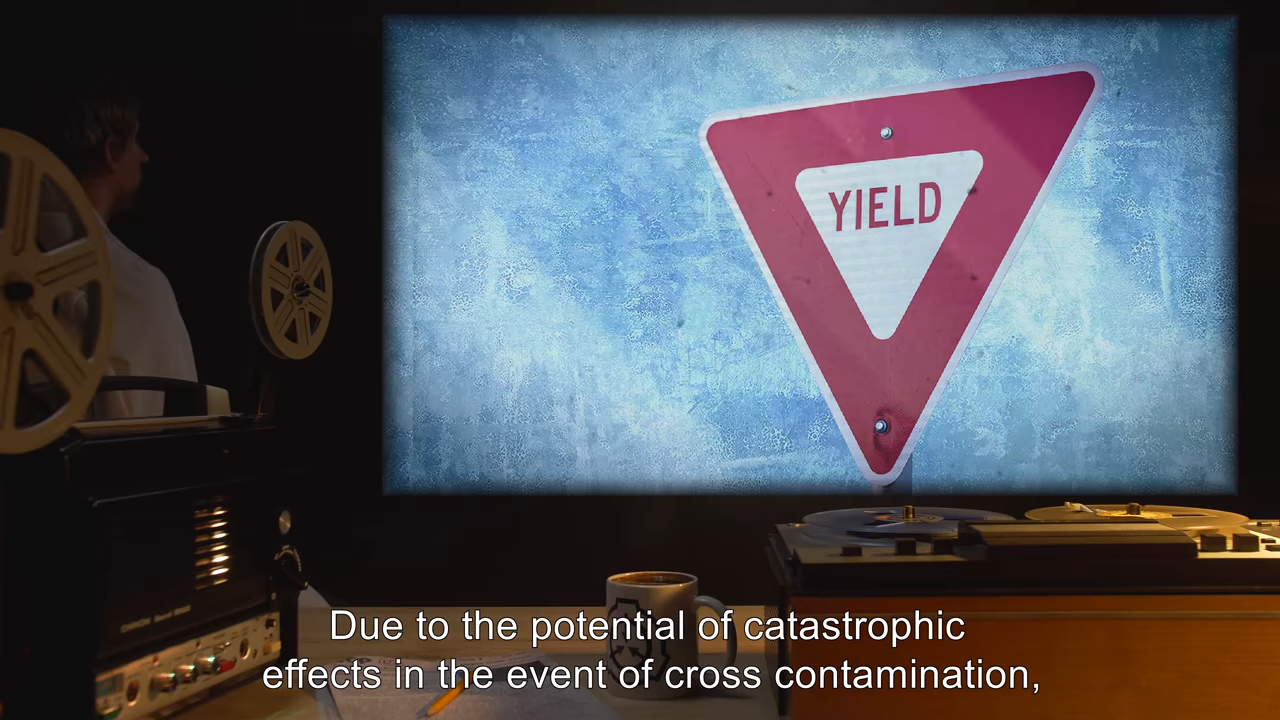 YIELD
Due to the potential of catastrophic
effects in the event of cross contamination,